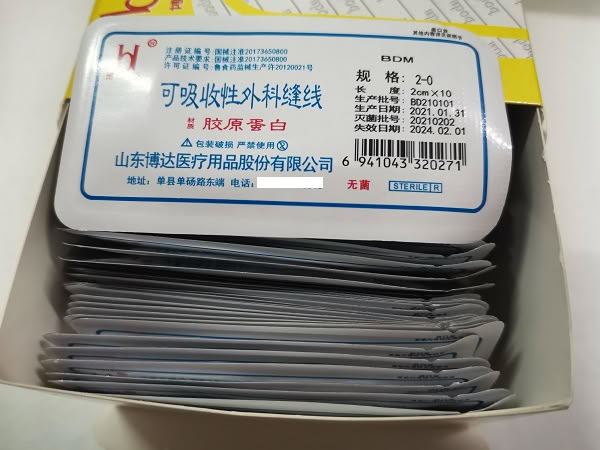 注册证编号:国械注准20173650800
产品技术要求:国械注准20173650800
许可证编号:鲁食药监械生产许20120021号
可吸收性外科缝线
材质 胶原蛋白
包装破损 严禁使用
山东博达医疗用品股份有限公司
地址:单县单砀路东端 电话:
BDM
规格:2-0
长度:2cm×10
生产批号:BD210101
生产日期:2021.01.31
灭菌批号:20210202
失效日期:2024.02.01
6 941043 320271
无菌
STERILE R